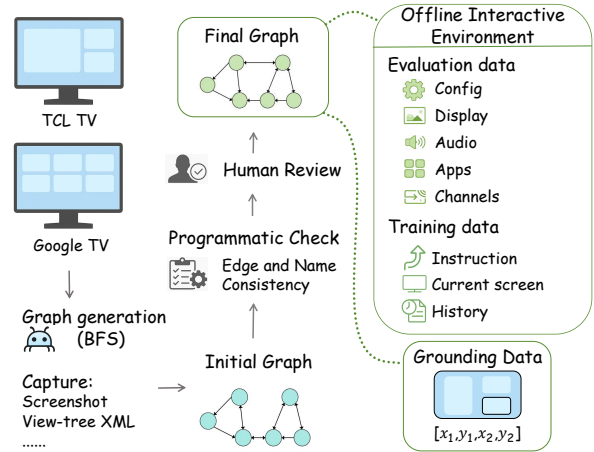 TCL TV
Google TV
Graph generation
(BFS)
Capture:
Screenshot
View-tree XML
......
Initial Graph
Programmatic Check
Edge and Name
Consistency
Human Review
Final Graph
Offline Interactive
Environment
Evaluation data
Config
Display
Audio
Apps
Channels
Training data
Instruction
Current screen
History
Grounding Data
[x₁,y₁,x₂,y₂]